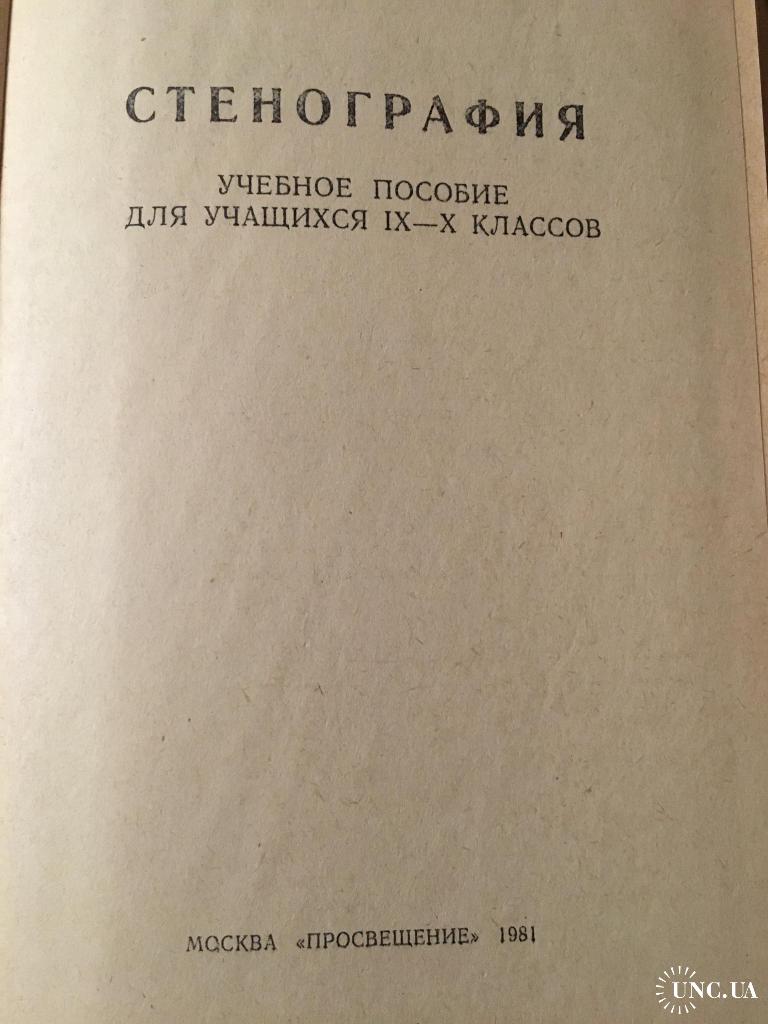 СТЕНОГРАФИЯ
УЧЕБНОЕ ПОСОБИЕ
ДЛЯ УЧАЩИХСЯ IX—X КЛАССОВ
МОСКВА «ПРОСВЕЩЕНИЕ» 1981
UNC.UA